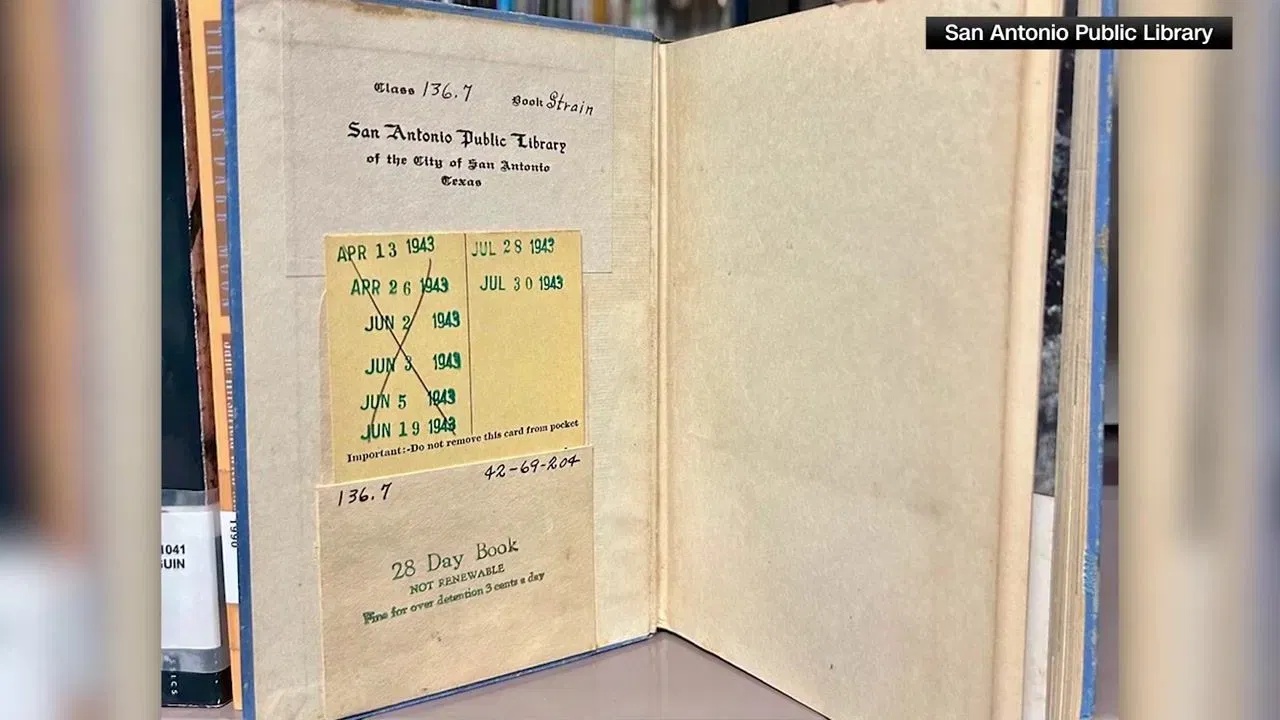 San Antonio Public Library
Class 136.7 Book Strain
San Antonio Public Library
of the City of San Antonio
Texas
APR 13 1943
APR 26 1943
JUN 2 1943
JUN 3 1943
JUN 5 1943
JUN 19 1943
JUL 28 1943
JUL 30 1943
Important:-Do not remove this card from pocket
136.7 42-69-204
28 Day Book
NOT RENEWABLE
Fine for over detention 3 cents a day
1990